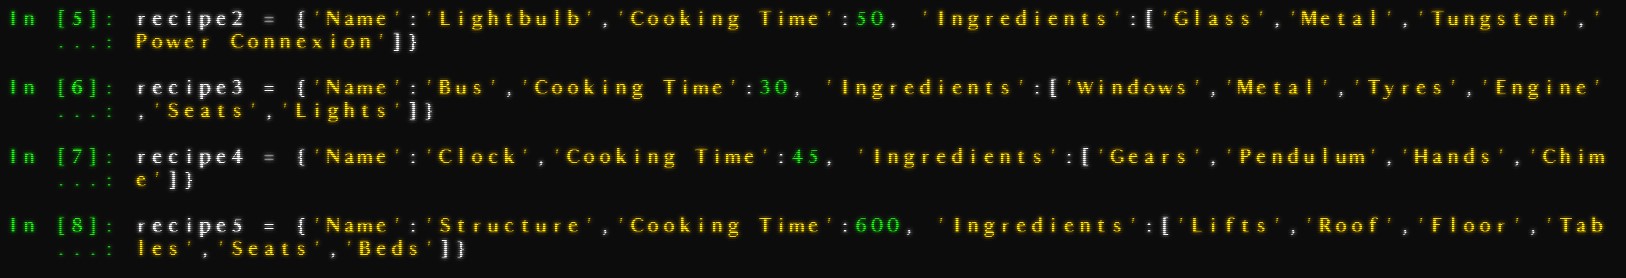 In [5]: recipe2 = {'Name':'Lightbulb','Cooking Time':50, 'Ingredients':['Glass','Metal','Tungsten','
...: Power Connexion']}
In [6]: recipe3 = {'Name':'Bus','Cooking Time':30, 'Ingredients':['Windows','Metal','Tyres','Engine'
...: ,'Seats','Lights']}
In [7]: recipe4 = {'Name':'Clock','Cooking Time':45, 'Ingredients':['Gears','Pendulum','Hands','Chim
...: e']}
In [8]: recipe5 = {'Name':'Structure','Cooking Time':600, 'Ingredients':['Lifts','Roof','Floor','Tab
...: les','Seats','Beds']}